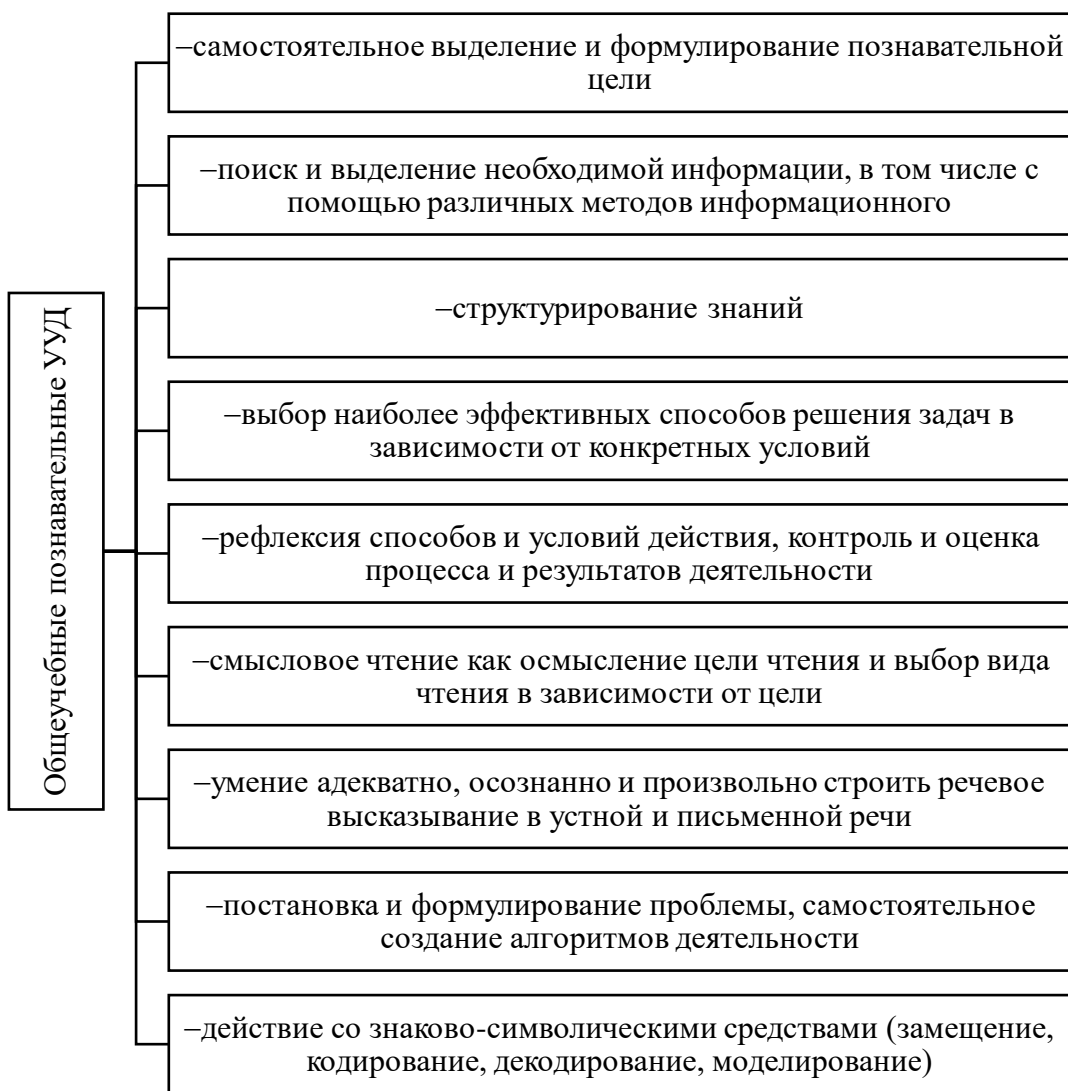 Общеучебные познавательные УУД
–самостоятельное выделение и формулирование познавательной
цели
–поиск и выделение необходимой информации, в том числе с
помощью различных методов информационного
–структурирование знаний
–выбор наиболее эффективных способов решения задач в
зависимости от конкретных условий
–рефлексия способов и условий действия, контроль и оценка
процесса и результатов деятельности
–смысловое чтение как осмысление цели чтения и выбор вида
чтения в зависимости от цели
–умение адекватно, осознанно и произвольно строить речевое
высказывание в устной и письменной речи
–постановка и формулирование проблемы, самостоятельное
создание алгоритмов деятельности
–действие со знаково-символическими средствами (замещение,
кодирование, декодирование, моделирование)